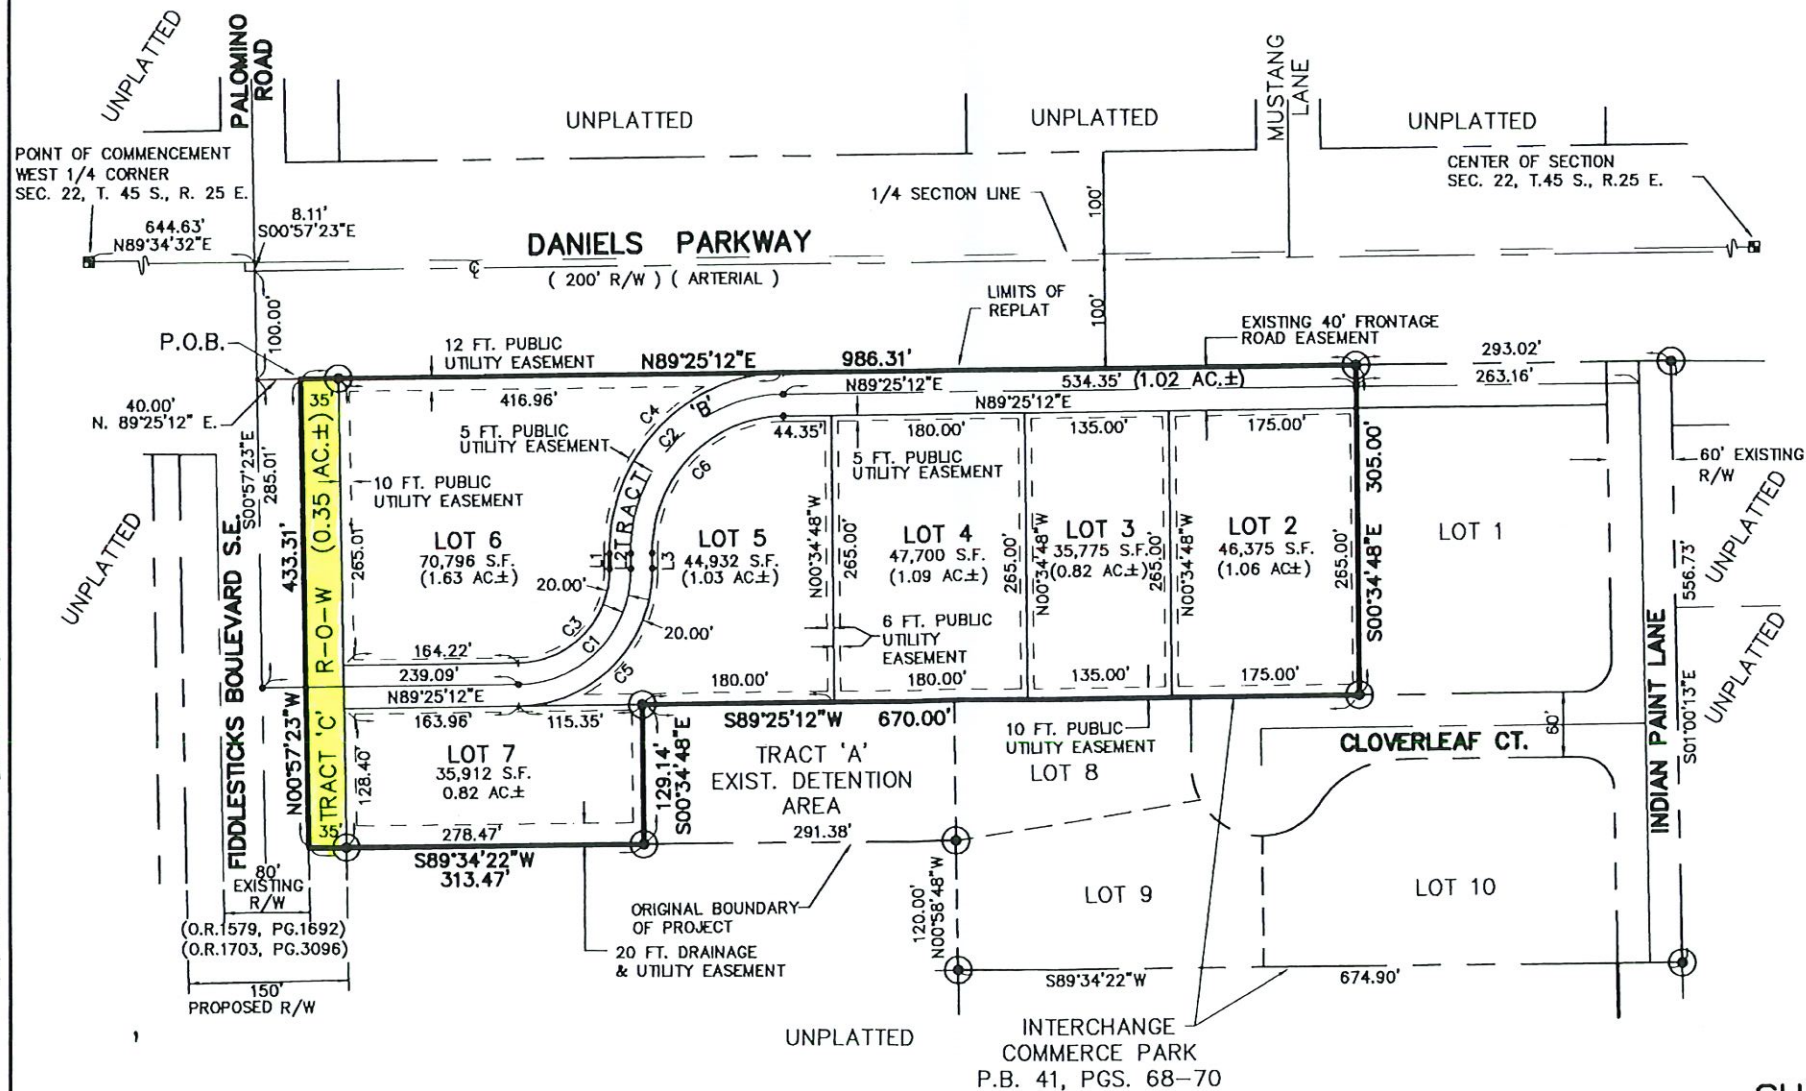 UNPLATTED
PALOMINO
ROAD
UNPLATTED
UNPLATTED
MUSTANG
LANE
UNPLATTED
POINT OF COMMENCEMENT
WEST 1/4 CORNER
SEC. 22, T. 45 S., R. 25 E.
CENTER OF SECTION
SEC. 22, T.45 S., R.25 E.
644.63'
N89°34'32"E
8.11'
S00°57'23"E
1/4 SECTION LINE
100'
DANIELS PARKWAY
( 200' R/W ) ( ARTERIAL )
LIMITS OF
REPLAT
100'
100.00'
P.O.B.
12 FT. PUBLIC
UTILITY EASEMENT
N89°25'12"E 986.31'
EXISTING 40' FRONTAGE
ROAD EASEMENT
293.02'
263.16'
40.00'
N. 89°25'12" E.
35'
416.96'
C4
'B'
N89°25'12"E
534.35' (1.02 AC.±)
N89°25'12"E
5 FT. PUBLIC
UTILITY EASEMENT
C2
C6
44.35'
180.00'
135.00'
175.00'
5 FT. PUBLIC
UTILITY EASEMENT
60' EXISTING
R/W
S00°57'23"E
285.01'
10 FT. PUBLIC
UTILITY EASEMENT
TRACT
UNPLATTED
UNPLATTED
LOT 6
70,796 S.F.
(1.63 AC.±)
LOT 5
44,932 S.F.
(1.03 AC.±)
LOT 4
47,700 S.F.
(1.09 AC.±)
LOT 3
35,775 S.F.
(0.82 AC.±)
LOT 2
46,375 S.F.
(1.06 AC.±)
LOT 1
N00°34'48"W
265.00'
265.00'
N00°34'48"W
265.00'
N00°34'48"W
265.00'
S00°34'48"E 305.00'
556.73'
433.31'
265.01'
L1
L2
L3
20.00'
C3
C1
C5
20.00'
6 FT. PUBLIC
UTILITY
EASEMENT
TRACT 'C' R-O-W (0.35 AC.±)
FIDDLESTICKS BOULEVARD S.E.
N00°57'23"W
164.22'
239.09'
N89°25'12"E
163.96'
115.35'
180.00'
180.00'
135.00'
175.00'
S89°25'12"W 670.00'
10 FT. PUBLIC
UTILITY EASEMENT
UNPLATTED
S01°00'13"E
INDIAN PAINT LANE
60'
CLOVERLEAF CT.
LOT 7
35,912 S.F.
0.82 AC.±
128.40'
129.14'
S00°34'48"E
TRACT 'A'
EXIST. DETENTION
AREA
LOT 8
35'
278.47'
S89°34'22"W
313.47'
291.38'
80'
EXISTING
R/W
(O.R.1579, PG.1692)
(O.R.1703, PG.3096)
150'
PROPOSED R/W
ORIGINAL BOUNDARY
OF PROJECT
20 FT. DRAINAGE
& UTILITY EASEMENT
120.00'
N00°58'48"W
LOT 9
LOT 10
S89°34'22"W
674.90'
UNPLATTED
INTERCHANGE
COMMERCE PARK
P.B. 41, PGS. 68-70